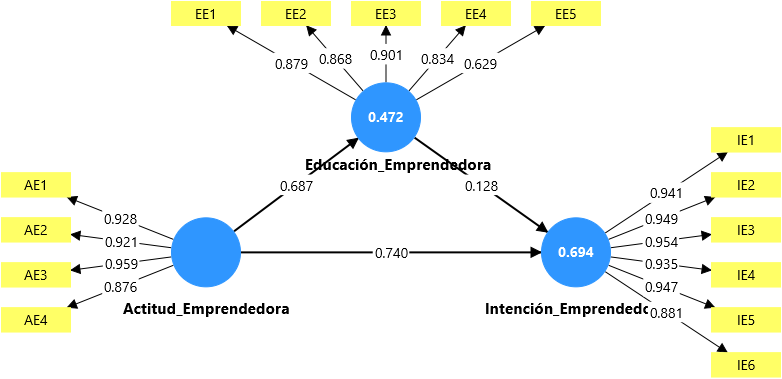 EE1 EE2 EE3 EE4 EE5
0.879 0.868 0.901 0.834 0.629
0.472
Educación_Emprendedora
0.687 0.128
AE1
AE2
AE3
AE4
0.928
0.921
0.959
0.876
Actitud_Emprendedora
0.740
0.694
Intención_Emprendedo
0.941
0.949
0.954
0.935
0.947
0.881
IE1
IE2
IE3
IE4
IE5
IE6